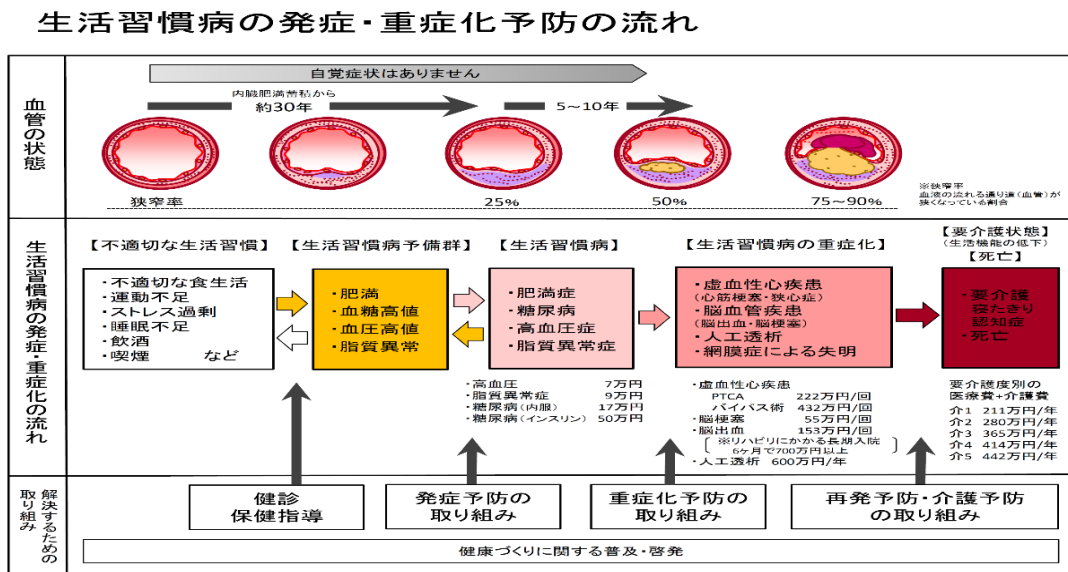 生活習慣病の発症・重症化予防の流れ
血管の状態
自覚症状はありません
内臓肥満蓄積から
約30年
5～10年
狭窄率
25%
50%
75～90%
※狭窄率
血液の流れる通り道(血管)が
狭くなっている割合
生活習慣病の発症・重症化の流れ
【不適切な生活習慣】
・不適切な食生活
・運動不足
・ストレス過剰
・睡眠不足
・飲酒
・喫煙 など
【生活習慣病予備群】
・肥満
・血糖高値
・血圧高値
・脂質異常
【生活習慣病】
・肥満症
・糖尿病
・高血圧症
・脂質異常症
・高血圧 7万円
・脂質異常症 9万円
・糖尿病(内服) 17万円
・糖尿病(インスリン) 50万円
【生活習慣病の重症化】
・虚血性心疾患
(心筋梗塞・狭心症)
・脳血管疾患
(脳出血・脳梗塞)
・人工透析
・網膜症による失明
・虚血性心疾患
PTCA 222万円/回
バイパス術 432万円/回
・脳梗塞 55万円/回
・脳出血 153万円/回
※リハビリにかかる長期入院
6ヶ月で700万円以上
・人工透析 600万円/年
【要介護状態】
(生活機能の低下)
【死亡】
・要介護
寝たきり
認知症
・死亡
要介護度別の
医療費+介護費
介1 211万円/年
介2 280万円/年
介3 365万円/年
介4 414万円/年
介5 442万円/年
解決するための
取り組み
健診
保健指導
発症予防の
取り組み
重症化予防の
取り組み
再発予防・介護予防
の取り組み
健康づくりに関する普及・啓発